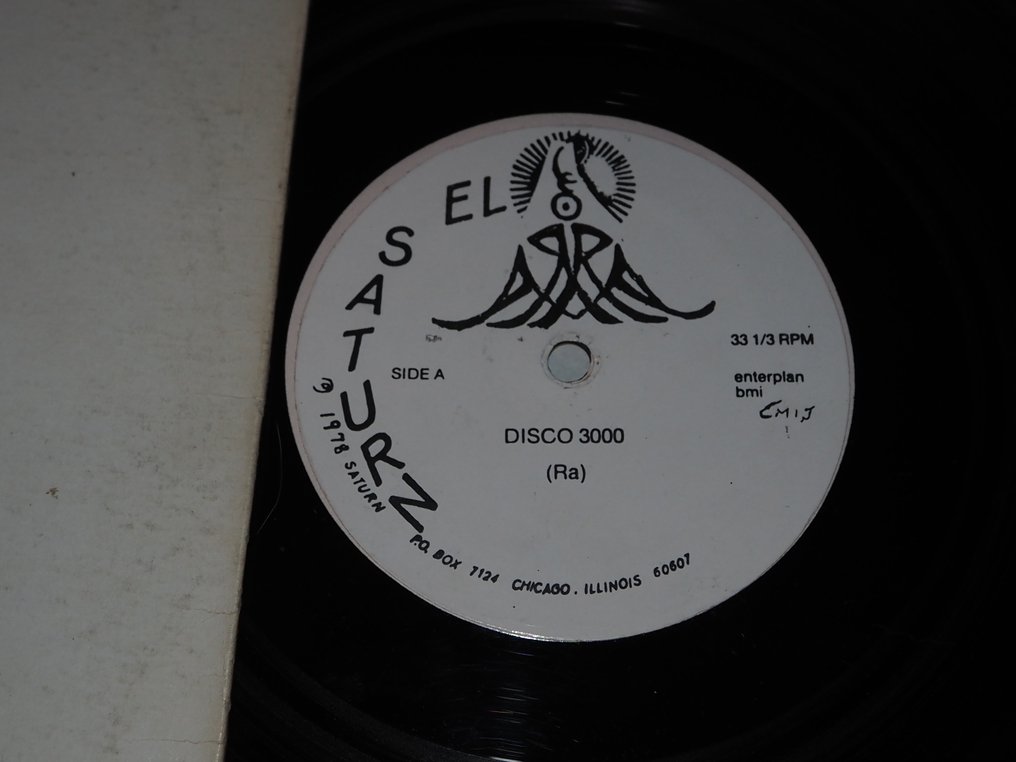 EL
SATURN
℗ 1978 SATURN
P.O. BOX 7124 CHICAGO, ILLINOIS 60607
SIDE A
33 1/3 RPM
enterplan
bmi
DISCO 3000
(Ra)